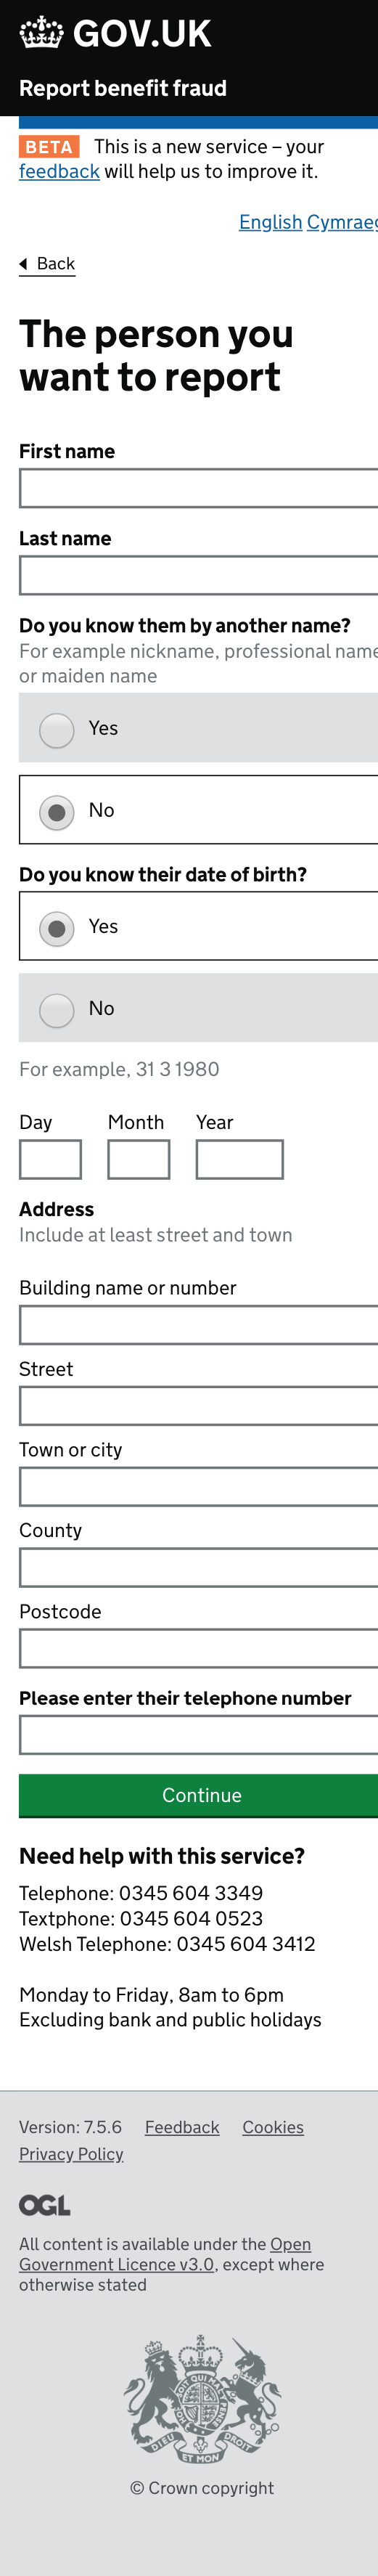 GOV.UK
Report benefit fraud
BETA This is a new service – your
feedback will help us to improve it.
English Cymraeg
Back
The person you
want to report
First name
Last name
Do you know them by another name?
For example nickname, professional name
or maiden name
Yes
No
Do you know their date of birth?
Yes
No
For example, 31 3 1980
Day Month Year
Address
Include at least street and town
Building name or number
Street
Town or city
County
Postcode
Please enter their telephone number
Continue
Need help with this service?
Telephone: 0345 604 3349
Textphone: 0345 604 0523
Welsh Telephone: 0345 604 3412
Monday to Friday, 8am to 6pm
Excluding bank and public holidays
Version: 7.5.6 Feedback Cookies
Privacy Policy
OGL
All content is available under the Open
Government Licence v3.0, except where
otherwise stated
DIEU ET MON DROIT
© Crown copyright